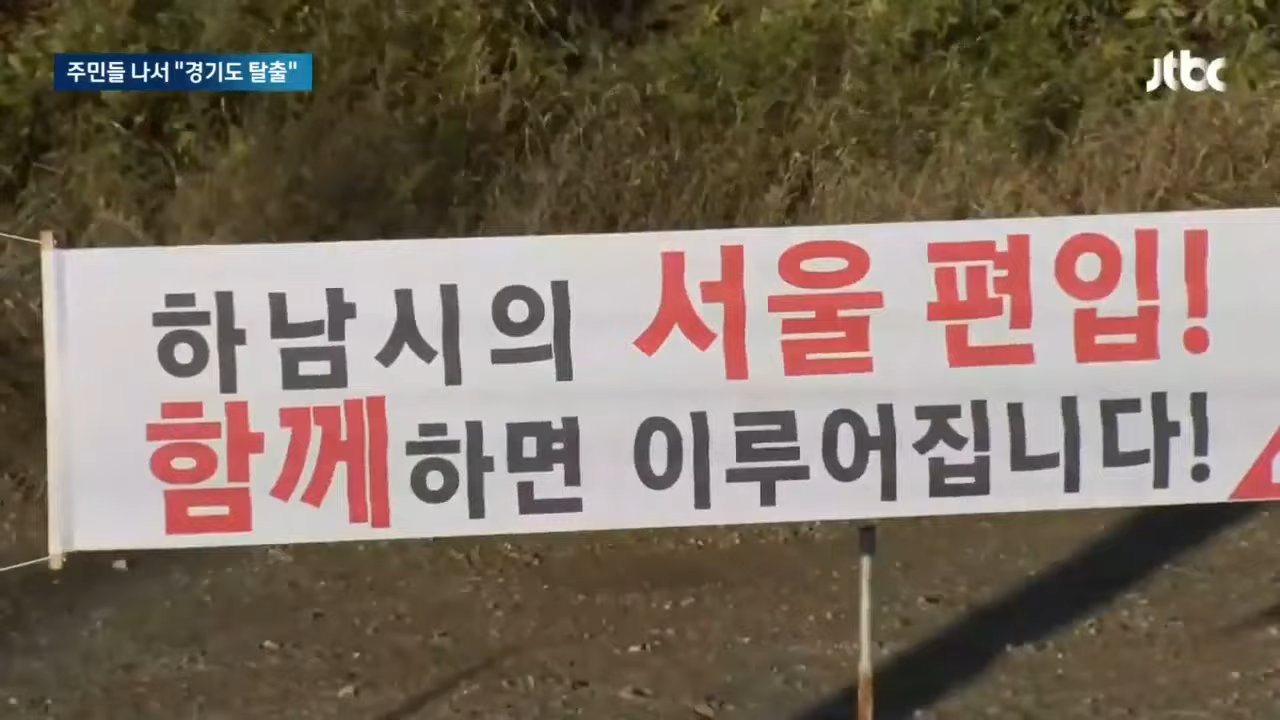 주민들 나서 "경기도 탈출"
jtbc
하남시의 서울 편입!
함께하면 이루어집니다!